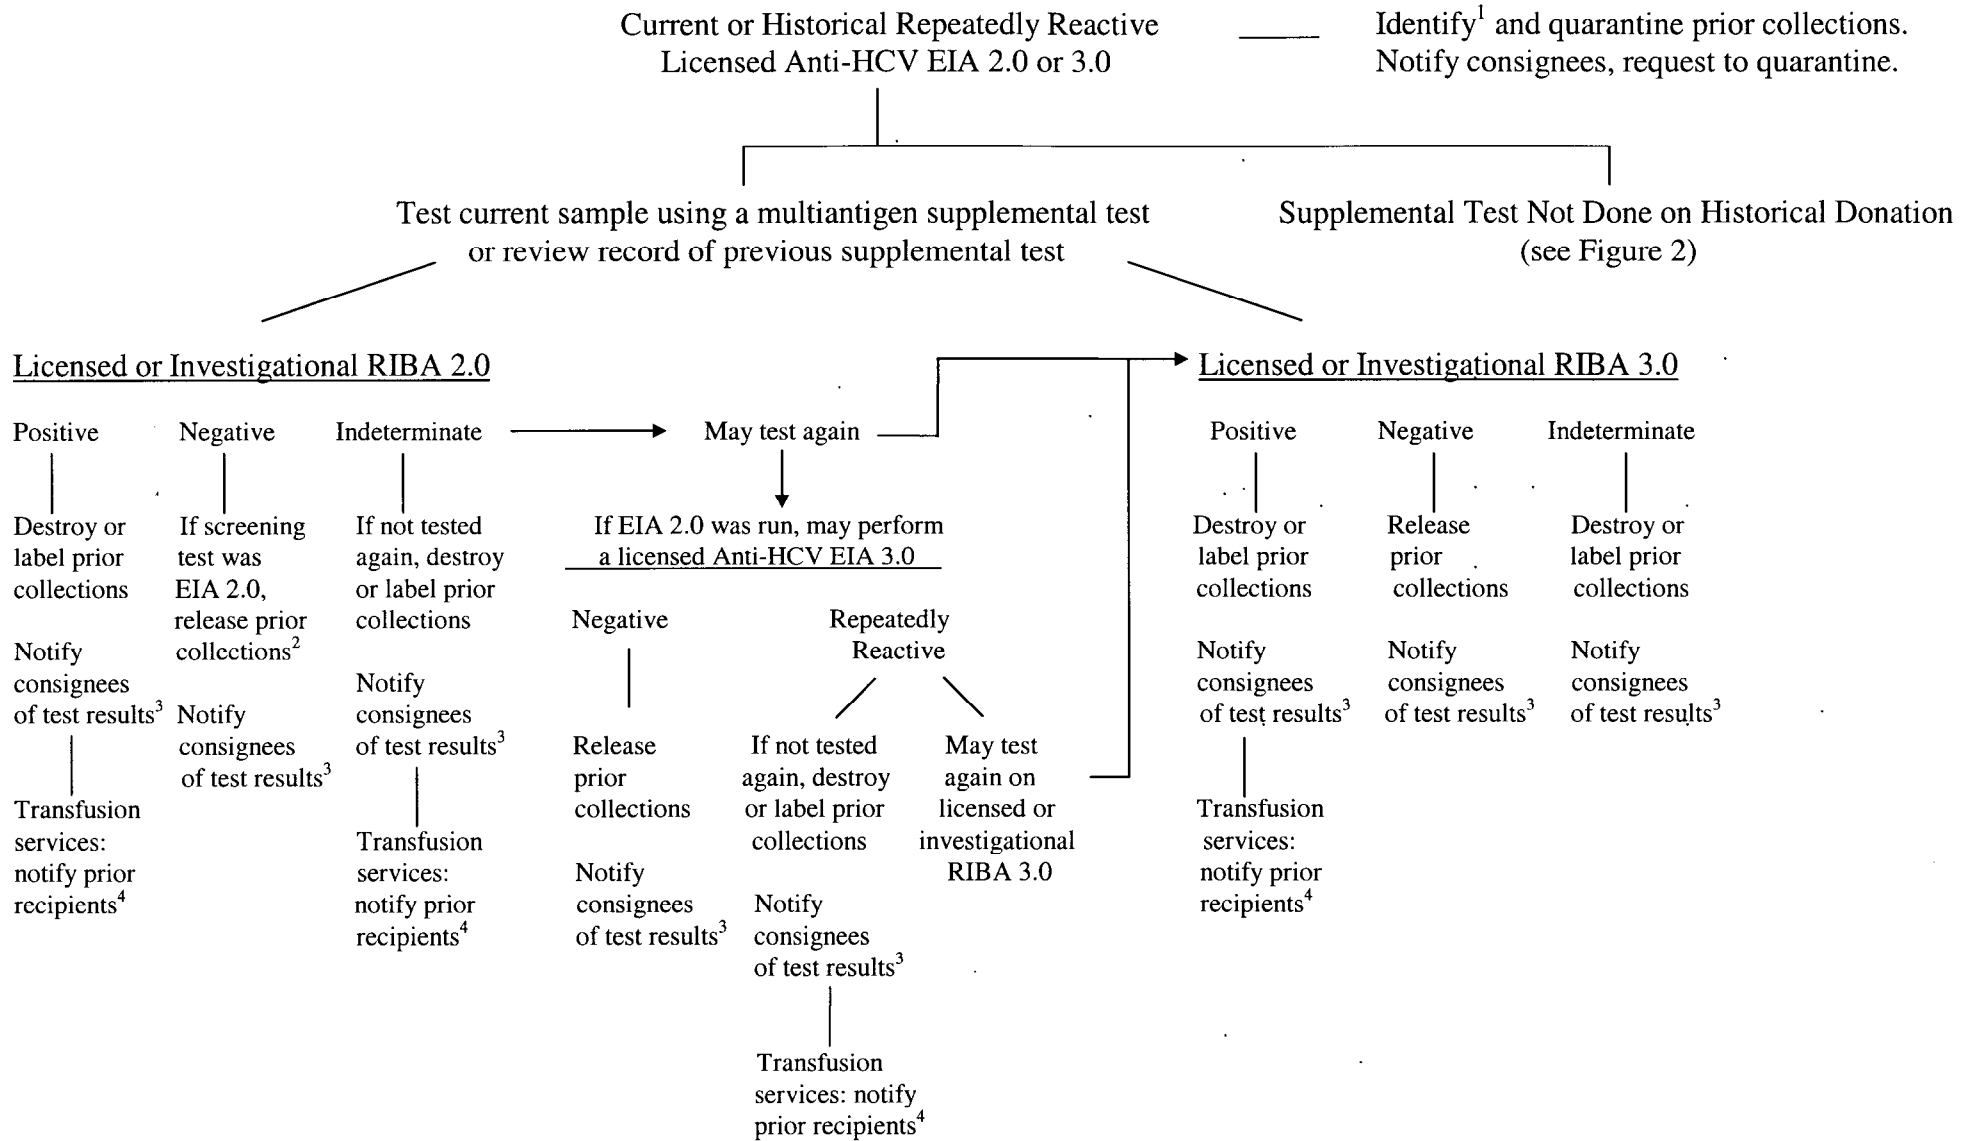 Current or Historical Repeatedly Reactive
Licensed Anti-HCV EIA 2.0 or 3.0
Identify¹ and quarantine prior collections.
Notify consignees, request to quarantine.
Test current sample using a multiantigen supplemental test
or review record of previous supplemental test
Supplemental Test Not Done on Historical Donation
(see Figure 2)
Licensed or Investigational RIBA 2.0
Positive
Destroy or
label prior
collections
Notify
consignees
of test results³
Transfusion
services:
notify prior
recipients⁴
Negative
If screening
test was
EIA 2.0,
release prior
collections²
Notify
consignees
of test results³
Indeterminate
If not tested
again, destroy
or label prior
collections
Notify
consignees
of test results³
Transfusion
services:
notify prior
recipients⁴
May test again
If EIA 2.0 was run, may perform
a licensed Anti-HCV EIA 3.0
Negative
Release
prior
collections
Notify
consignees
of test results³
Repeatedly
Reactive
If not tested
again, destroy
or label prior
collections
Notify
consignees
of test results³
Transfusion
services: notify
prior recipients⁴
May test
again on
licensed or
investigational
RIBA 3.0
Licensed or Investigational RIBA 3.0
Positive
Destroy or
label prior
collections
Notify
consignees
of test results³
Transfusion
services:
notify prior
recipients⁴
Negative
Release
prior
collections
Notify
consignees
of test results³
Indeterminate
Destroy or
label prior
collections
Notify
consignees
of test results³